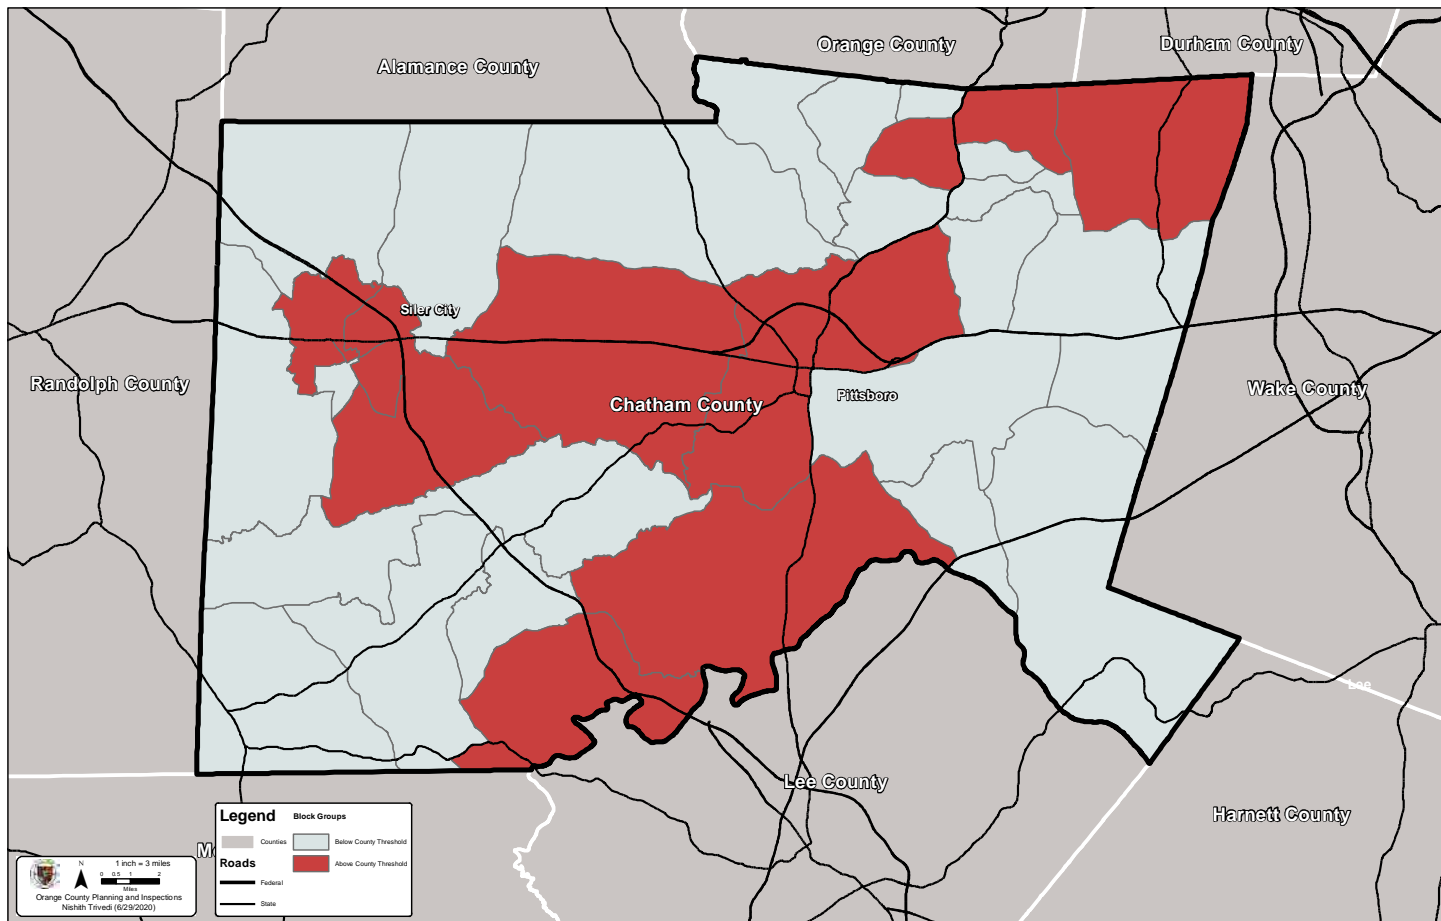 Orange County
Durham County
Alamance County
Siler City
Randolph County
Chatham County
Pittsboro
Wake County
Lee
Lee County
Harnett County
Legend
Block Groups
Counties
Below County Threshold
Roads
Above County Threshold
Federal
State
N
1 inch = 3 miles
0 0.5 1 2
Miles
Orange County Planning and Inspections
Nishith Trivedi (6/29/2020)